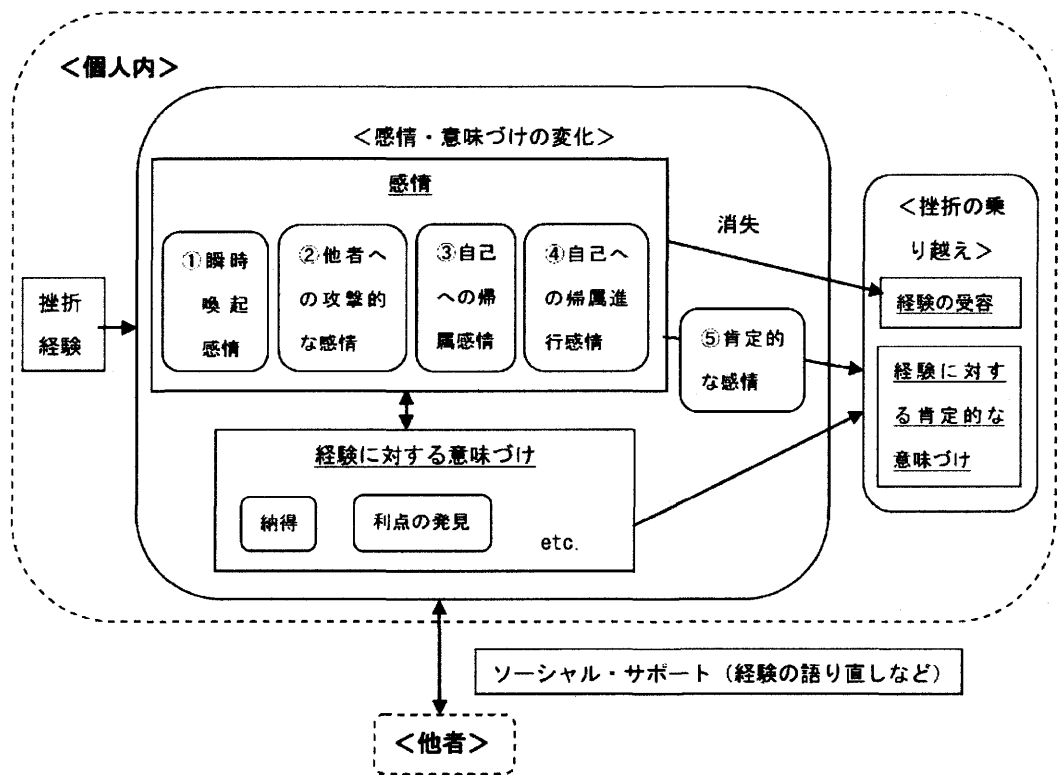 ＜個人内＞
＜感情・意味づけの変化＞
感情
①瞬時
喚起
感情
②他者へ
の攻撃的
な感情
③自己
への帰
属感情
④自己へ
の帰属進
行感情
挫折
経験
消失
⑤肯定的
な感情
＜挫折の乗
り越え＞
経験の受容
経験に対す
る肯定的な
意味づけ
経験に対する意味づけ
納得
利点の発見
etc.
ソーシャル・サポート（経験の語り直しなど）
＜他者＞